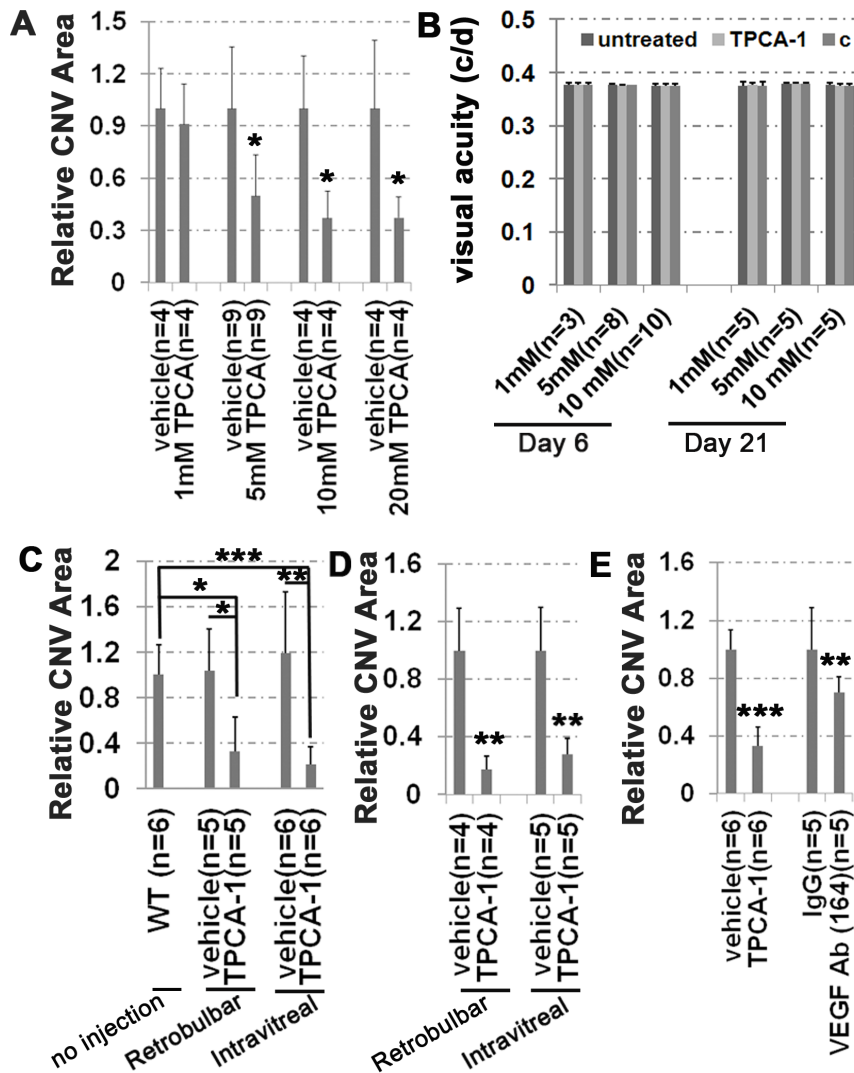 A
Relative CNV Area
1.5
1.2
0.9
0.6
0.3
0
*
*
*
vehicle(n=4)
1mM TPCA(n=4)
vehicle(n=9)
5mM TPCA(n=9)
vehicle(n=4)
10mM TPCA(n=4)
vehicle(n=4)
20mM TPCA(n=4)
B
visual acuity (c/d)
0.5
0.4
0.3
0.2
0.1
0
untreated TPCA-1 c
1mM(n=3)
5mM(n=8)
10 mM(n=10)
1mM(n=5)
5mM(n=5)
10 mM(n=5)
Day 6
Day 21
C
Relative CNV Area
2
1.6
1.2
0.8
0.4
0
***
*
*
**
WT (n=6)
vehicle(n=5)
TPCA-1(n=5)
vehicle(n=6)
TPCA-1(n=6)
no injection
Retrobulbar
Intravitreal
D
Relative CNV Area
1.6
1.2
0.8
0.4
0
**
**
vehicle(n=4)
TPCA-1(n=4)
vehicle(n=5)
TPCA-1(n=5)
Retrobulbar
Intravitreal
E
Relative CNV Area
1.6
1.2
0.8
0.4
0
***
**
vehicle(n=6)
TPCA-1(n=6)
IgG(n=5)
VEGF Ab (164)(n=5)